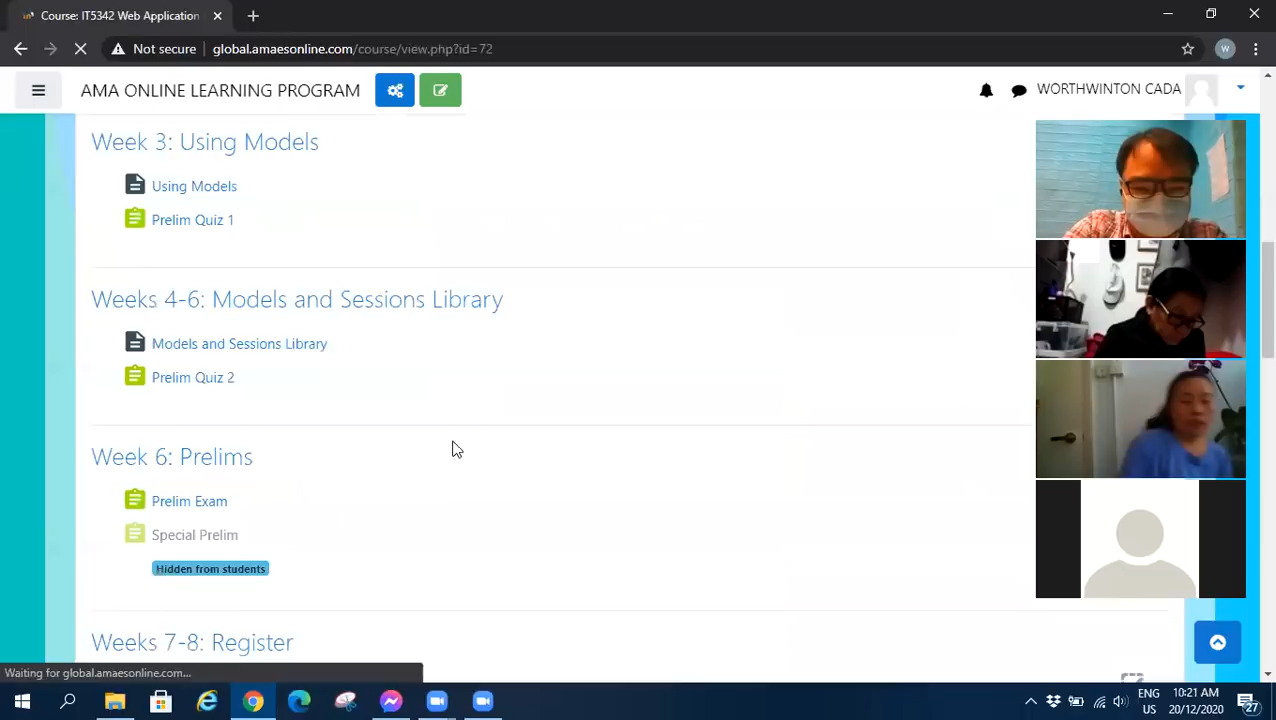 Course: IT5342 Web Application
Not secure
global.amaesonline.com/course/view.php?id=72
W
AMA ONLINE LEARNING PROGRAM
WORTHWINTON CADA
Week 3: Using Models
Using Models
Prelim Quiz 1
Weeks 4-6: Models and Sessions Library
Models and Sessions Library
Prelim Quiz 2
Week 6: Prelims
Prelim Exam
Special Prelim
Hidden from students
Weeks 7-8: Register
Waiting for global.amaesonline.com...
ENG
US
10:21 AM
20/12/2020
27